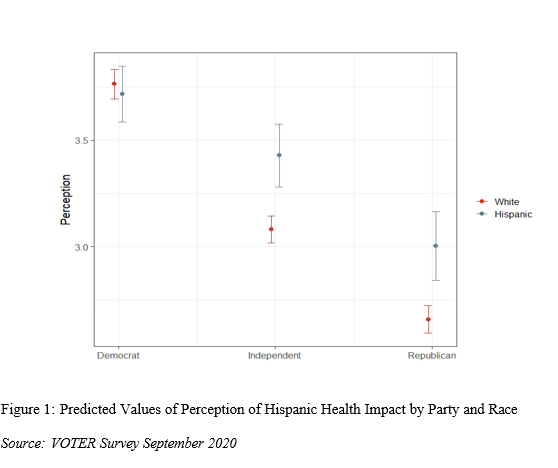 3.5
3.0
Perception
White
Hispanic
Democrat Independent Republican
Figure 1: Predicted Values of Perception of Hispanic Health Impact by Party and Race
Source: VOTER Survey September 2020